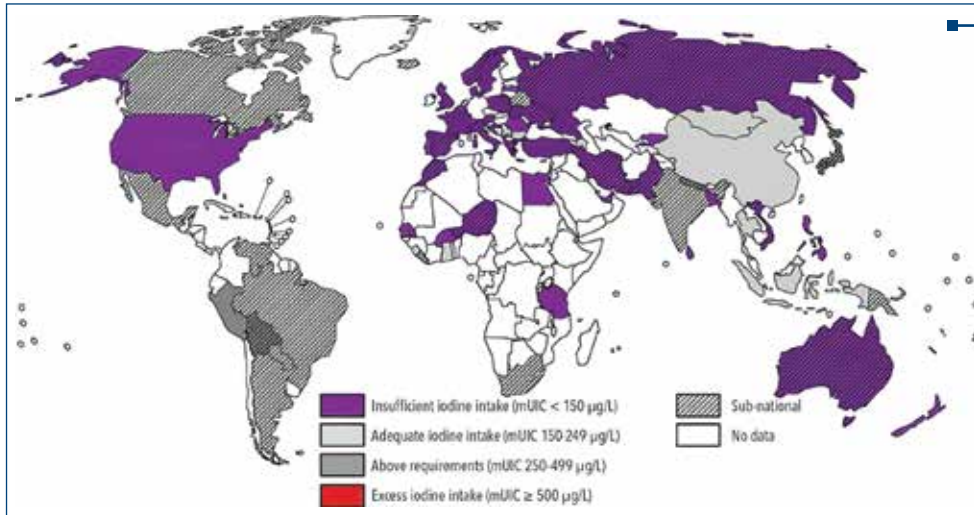 Insufficient iodine intake (mUIC < 150 µg/L)
Adequate iodine intake (mUIC 150-249 µg/L)
Above requirements (mUIC 250-499 µg/L)
Excess iodine intake (mUIC ≥ 500 µg/L)
Sub-national
No data